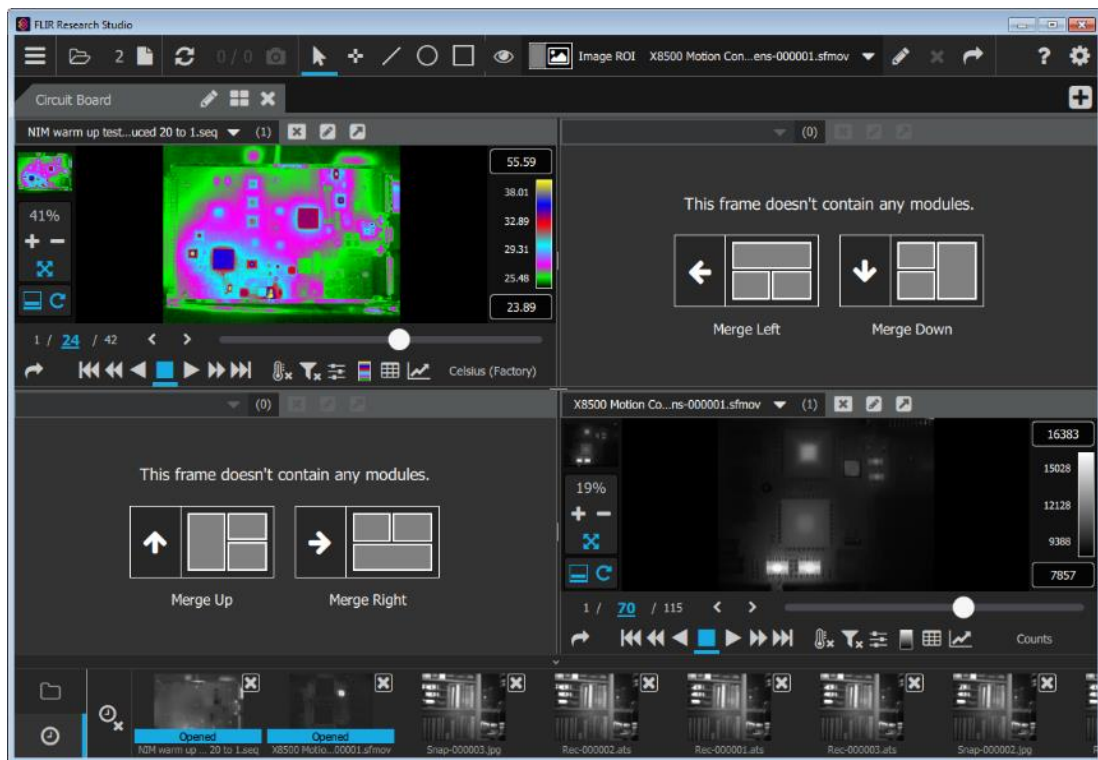 FLIR Research Studio
2
0 / 0
Image ROI X8500 Motion Con...ens-000001.sfmov
?
Circuit Board
NIM warm up test...uced 20 to 1.seq (1)
(0)
55.59
38.01
32.89
29.31
25.48
23.89
41%
This frame doesn't contain any modules.
Merge Left Merge Down
1 / 24 / 42
Celsius (Factory)
(0)
X8500 Motion Co...ns-000001.sfmov (1)
This frame doesn't contain any modules.
Merge Up Merge Right
16383
15028
12128
9388
7857
19%
1 / 70 / 115
Counts
Opened Opened
NIM warm up ... 20 to 1.seq X8500 Motio...00001.sfmov Snap-000003.jpg Rec-000002.ats Rec-000001.ats Rec-000003.ats Snap-000002.jpg